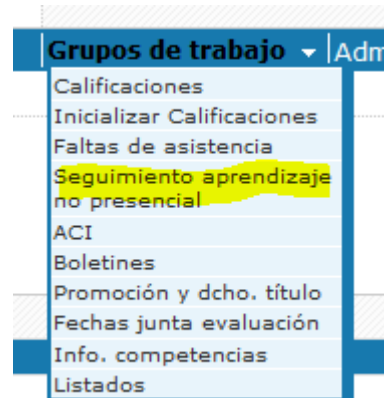 Grupos de trabajo Adm
Calificaciones
Inicializar Calificaciones
Faltas de asistencia
Seguimiento aprendizaje
no presencial
ACI
Boletines
Promoción y dcho. título
Fechas junta evaluación
Info. competencias
Listados